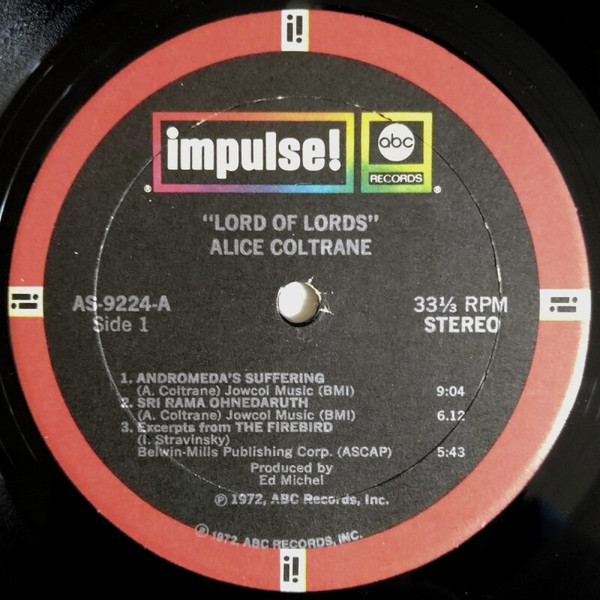 i!
impulse!
abc
RECORDS
®
®
"LORD OF LORDS"
ALICE COLTRANE
AS-9224-A
Side 1
33⅓ RPM
STEREO
i!
i!
1. ANDROMEDA'S SUFFERING
(A. Coltrane) Jowcol Music (BMI) 9:04
2. SRI RAMA OHNEDARUTH
(A. Coltrane) Jowcol Music (BMI) 6.12
3. Excerpts from THE FIREBIRD
(I. Stravinsky)
Belwin-Mills Publishing Corp. (ASCAP) 5:43
Produced by
Ed Michel
℗ 1972, ABC Records, Inc.
© 1972, ABC RECORDS, INC.
i!